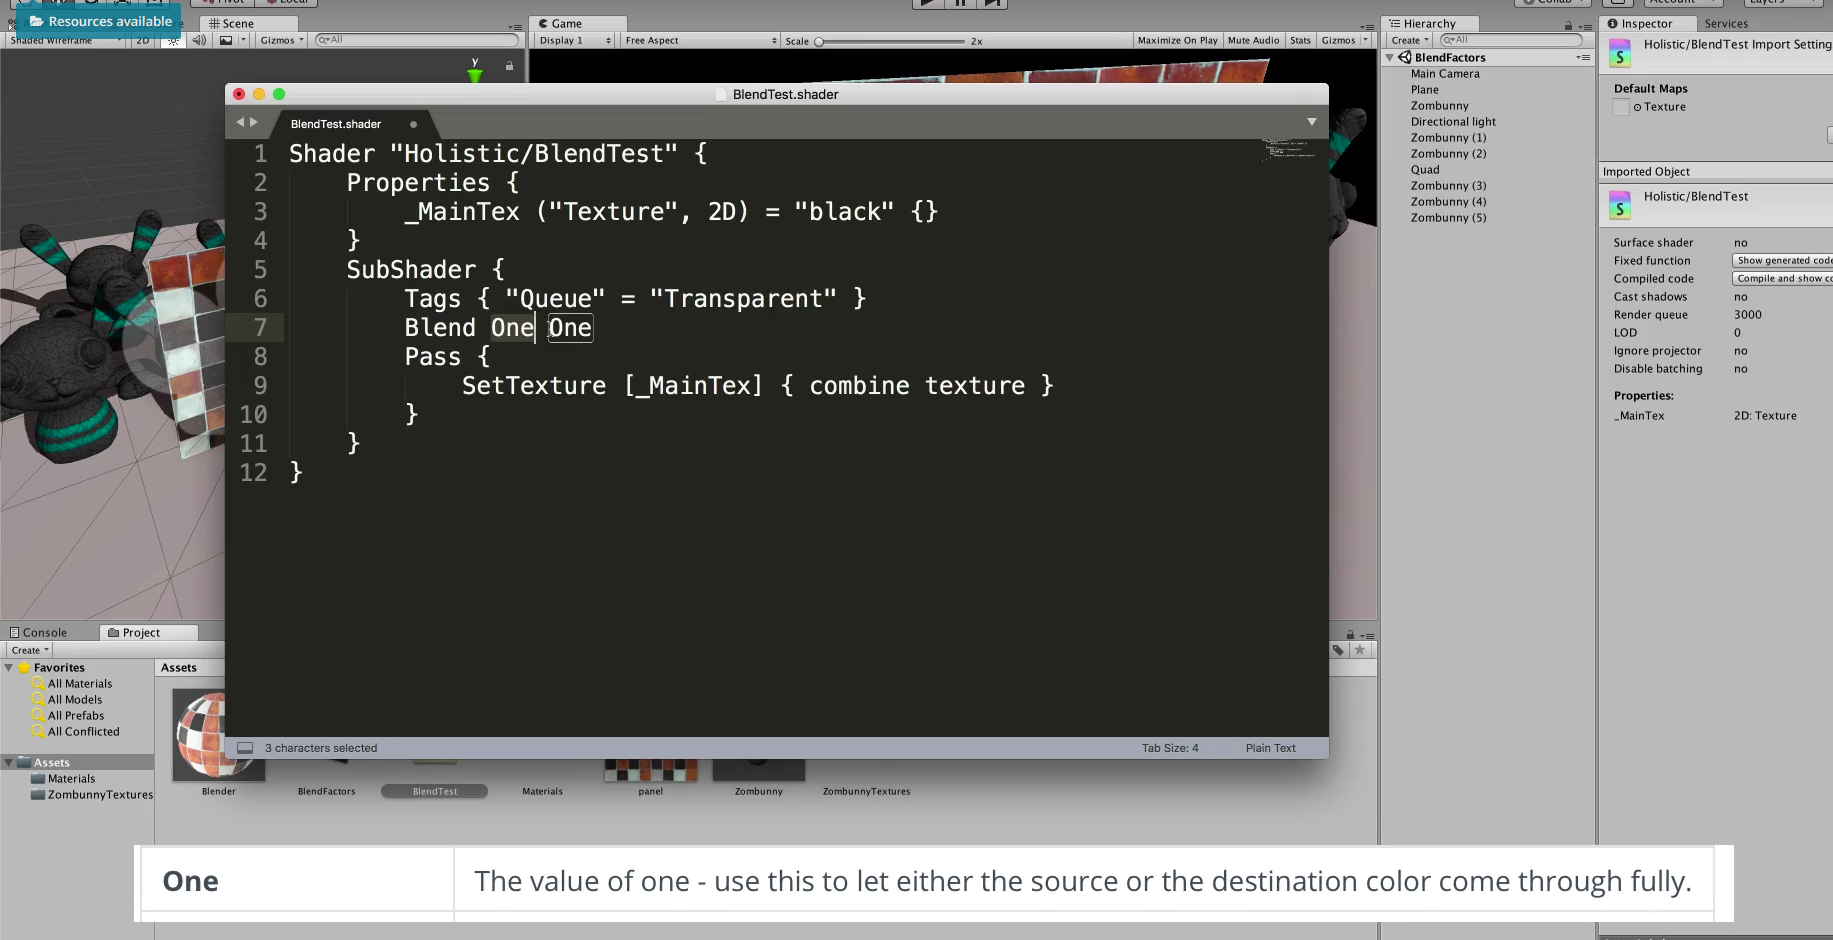 Pivot
Local
Collab
Account
Layers
Resources available
Scene
Game
Hierarchy
Inspector
Services
Shaded Wireframe
2D
Gizmos
All
Display 1
Free Aspect
Scale
2x
Maximize On Play
Mute Audio
Stats
Gizmos
Create
All
Holistic/BlendTest Import Setting
BlendFactors
Main Camera
Plane
Zombunny
Directional light
Zombunny (1)
Zombunny (2)
Quad
Zombunny (3)
Zombunny (4)
Zombunny (5)
Default Maps
Texture
Imported Object
Holistic/BlendTest
Surface shader no
Fixed function Show generated code
Compiled code Compile and show co
Cast shadows no
Render queue 3000
LOD 0
Ignore projector no
Disable batching no
Properties:
_MainTex 2D: Texture
y
BlendTest.shader
BlendTest.shader
1 Shader "Holistic/BlendTest" {
2 Properties {
3 _MainTex ("Texture", 2D) = "black" {}
4 }
5 SubShader {
6 Tags { "Queue" = "Transparent" }
7 Blend One One
8 Pass {
9 SetTexture [_MainTex] { combine texture }
10 }
11 }
12 }
3 characters selected
Tab Size: 4
Plain Text
Console
Project
Create
Favorites
All Materials
All Models
All Prefabs
All Conflicted
Assets
Materials
ZombunnyTextures
Assets
Blender
BlendFactors
BlendTest
Materials
panel
Zombunny
ZombunnyTextures
One
The value of one - use this to let either the source or the destination color come through fully.